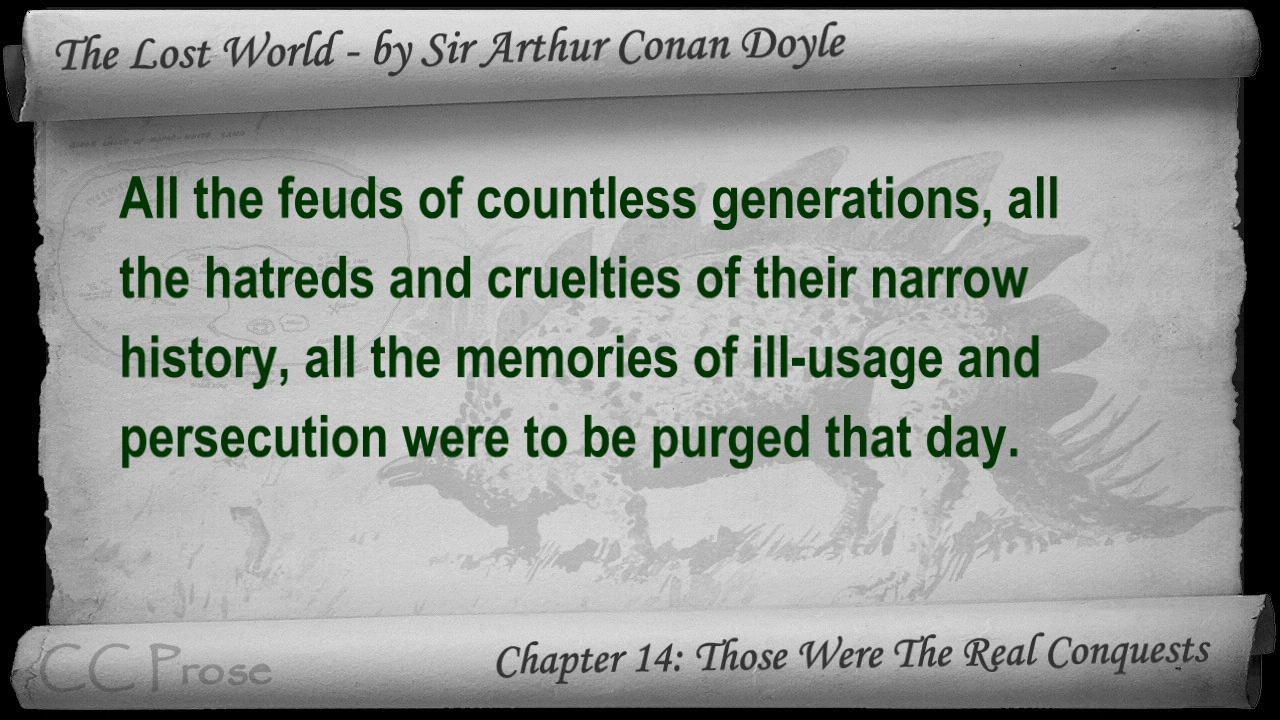 The Lost World - by Sir Arthur Conan Doyle
All the feuds of countless generations, all
the hatreds and cruelties of their narrow
history, all the memories of ill-usage and
persecution were to be purged that day.
CC Prose
Chapter 14: Those Were The Real Conquests